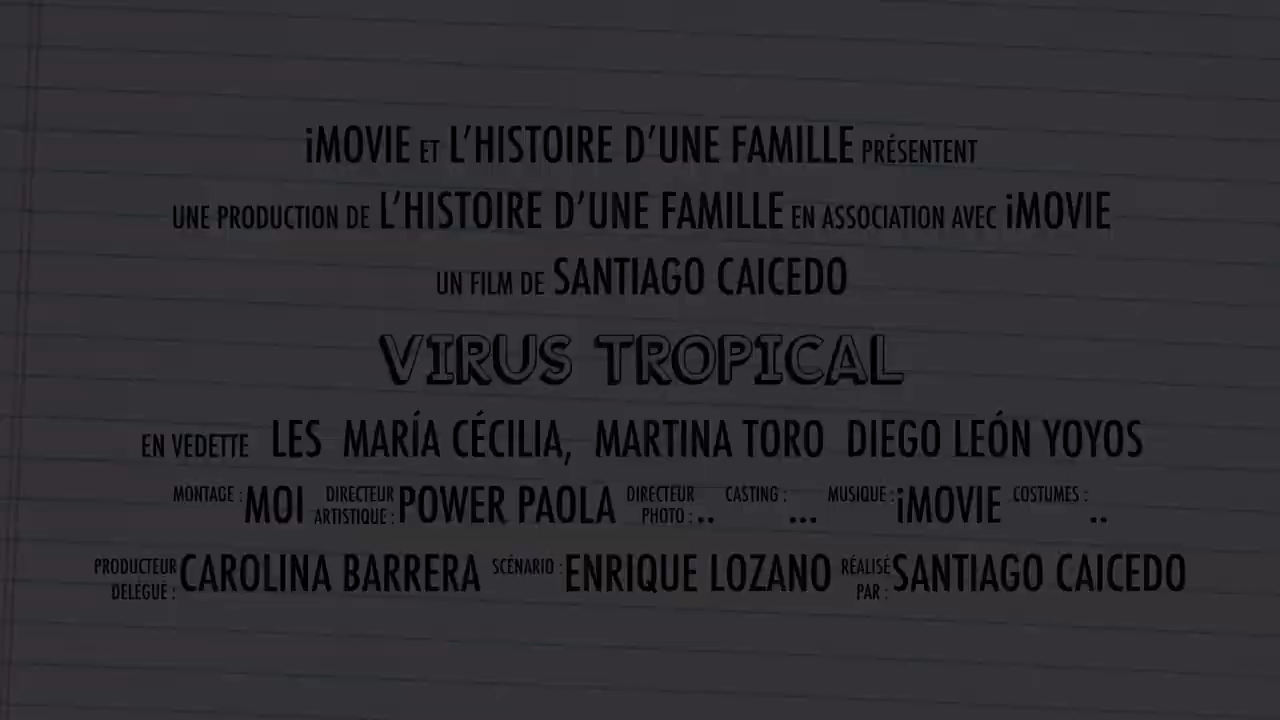 iMOVIE ET L'HISTOIRE D'UNE FAMILLE PRÉSENTENT
UNE PRODUCTION DE L'HISTOIRE D'UNE FAMILLE EN ASSOCIATION AVEC iMOVIE
UN FILM DE SANTIAGO CAICEDO
VIRUS TROPICAL
EN VEDETTE LES MARÍA CÉCILIA, MARTINA TORO DIEGO LEÓN YOYOS
MONTAGE : MOI DIRECTEUR ARTISTIQUE : POWER PAOLA DIRECTEUR PHOTO : .. CASTING : ... MUSIQUE : iMOVIE COSTUMES : ..
PRODUCTEUR DELÉGUÉ : CAROLINA BARRERA SCÉNARIO : ENRIQUE LOZANO RÉALISÉ PAR : SANTIAGO CAICEDO